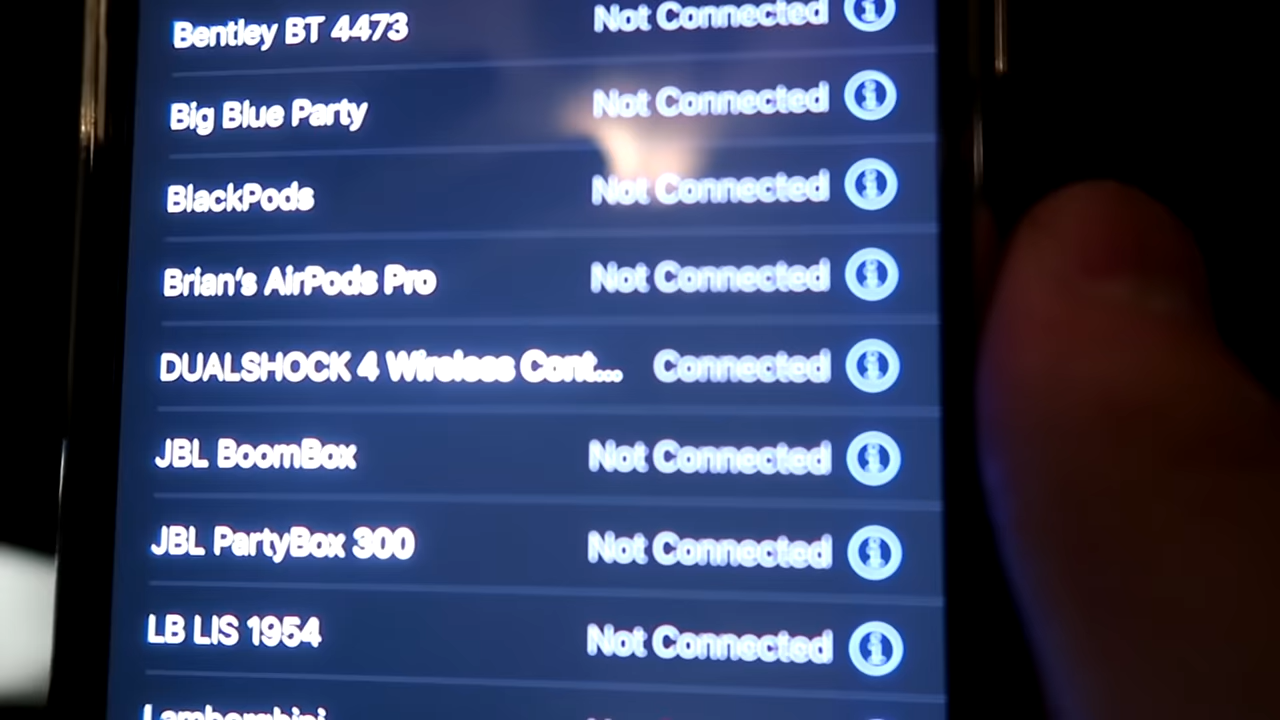 Bentley BT 4473 Not Connected
Big Blue Party Not Connected
BlackPods Not Connected
Brian's AirPods Pro Not Connected
DUALSHOCK 4 Wireless Cont... Connected
JBL BoomBox Not Connected
JBL PartyBox 300 Not Connected
LB LIS 1954 Not Connected
Lamborghini